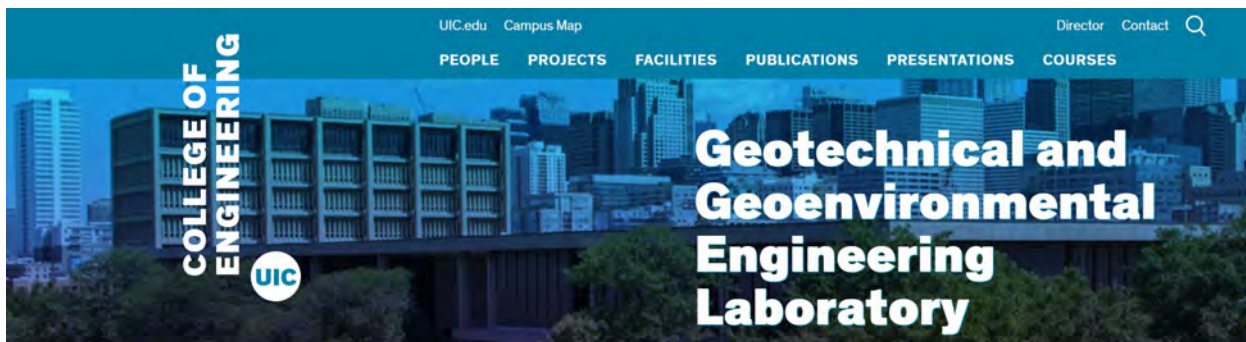 UIC.edu Campus Map Director Contact
PEOPLE PROJECTS FACILITIES PUBLICATIONS PRESENTATIONS COURSES
COLLEGE OF
ENGINEERING
UIC
Geotechnical and
Geoenvironmental
Engineering
Laboratory